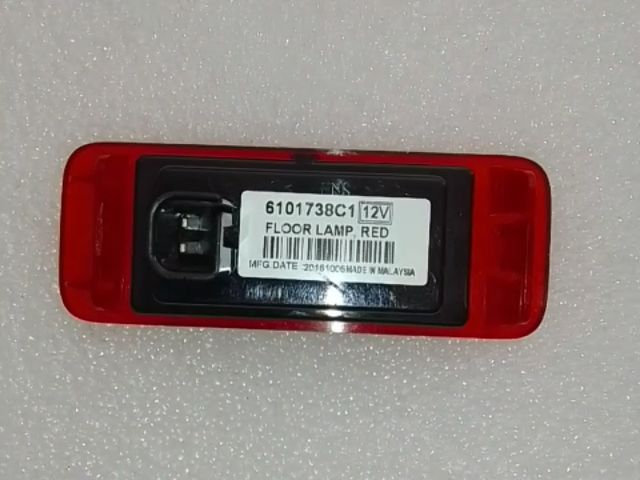 6101738C1 12V
FLOOR LAMP, RED
MFG.DATE :20161006 MADE IN MALAYSIA